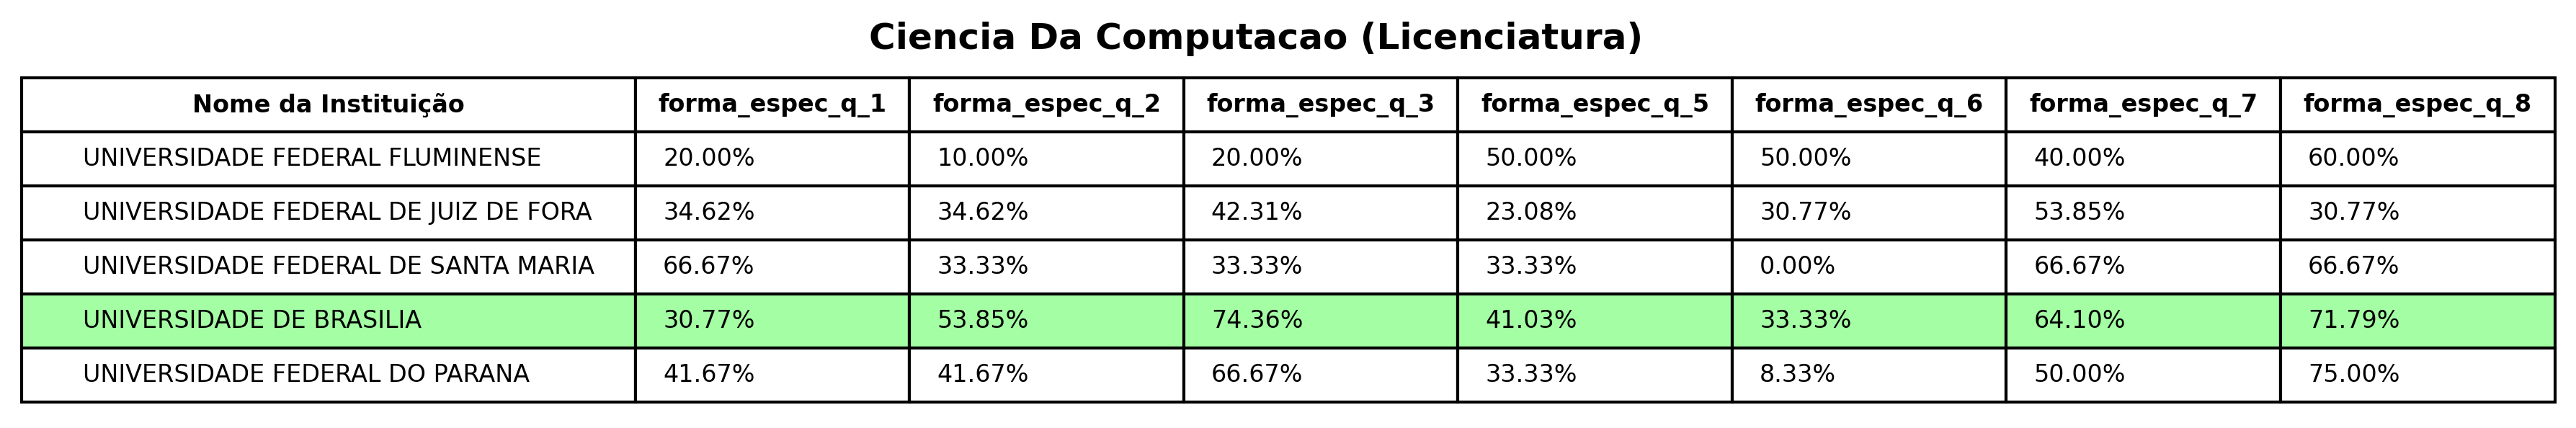 Ciencia Da Computacao (Licenciatura)
Nome da Instituição forma_espec_q_1 forma_espec_q_2 forma_espec_q_3 forma_espec_q_5 forma_espec_q_6 forma_espec_q_7 forma_espec_q_8
UNIVERSIDADE FEDERAL FLUMINENSE 20.00% 10.00% 20.00% 50.00% 50.00% 40.00% 60.00%
UNIVERSIDADE FEDERAL DE JUIZ DE FORA 34.62% 34.62% 42.31% 23.08% 30.77% 53.85% 30.77%
UNIVERSIDADE FEDERAL DE SANTA MARIA 66.67% 33.33% 33.33% 33.33% 0.00% 66.67% 66.67%
UNIVERSIDADE DE BRASILIA 30.77% 53.85% 74.36% 41.03% 33.33% 64.10% 71.79%
UNIVERSIDADE FEDERAL DO PARANA 41.67% 41.67% 66.67% 33.33% 8.33% 50.00% 75.00%